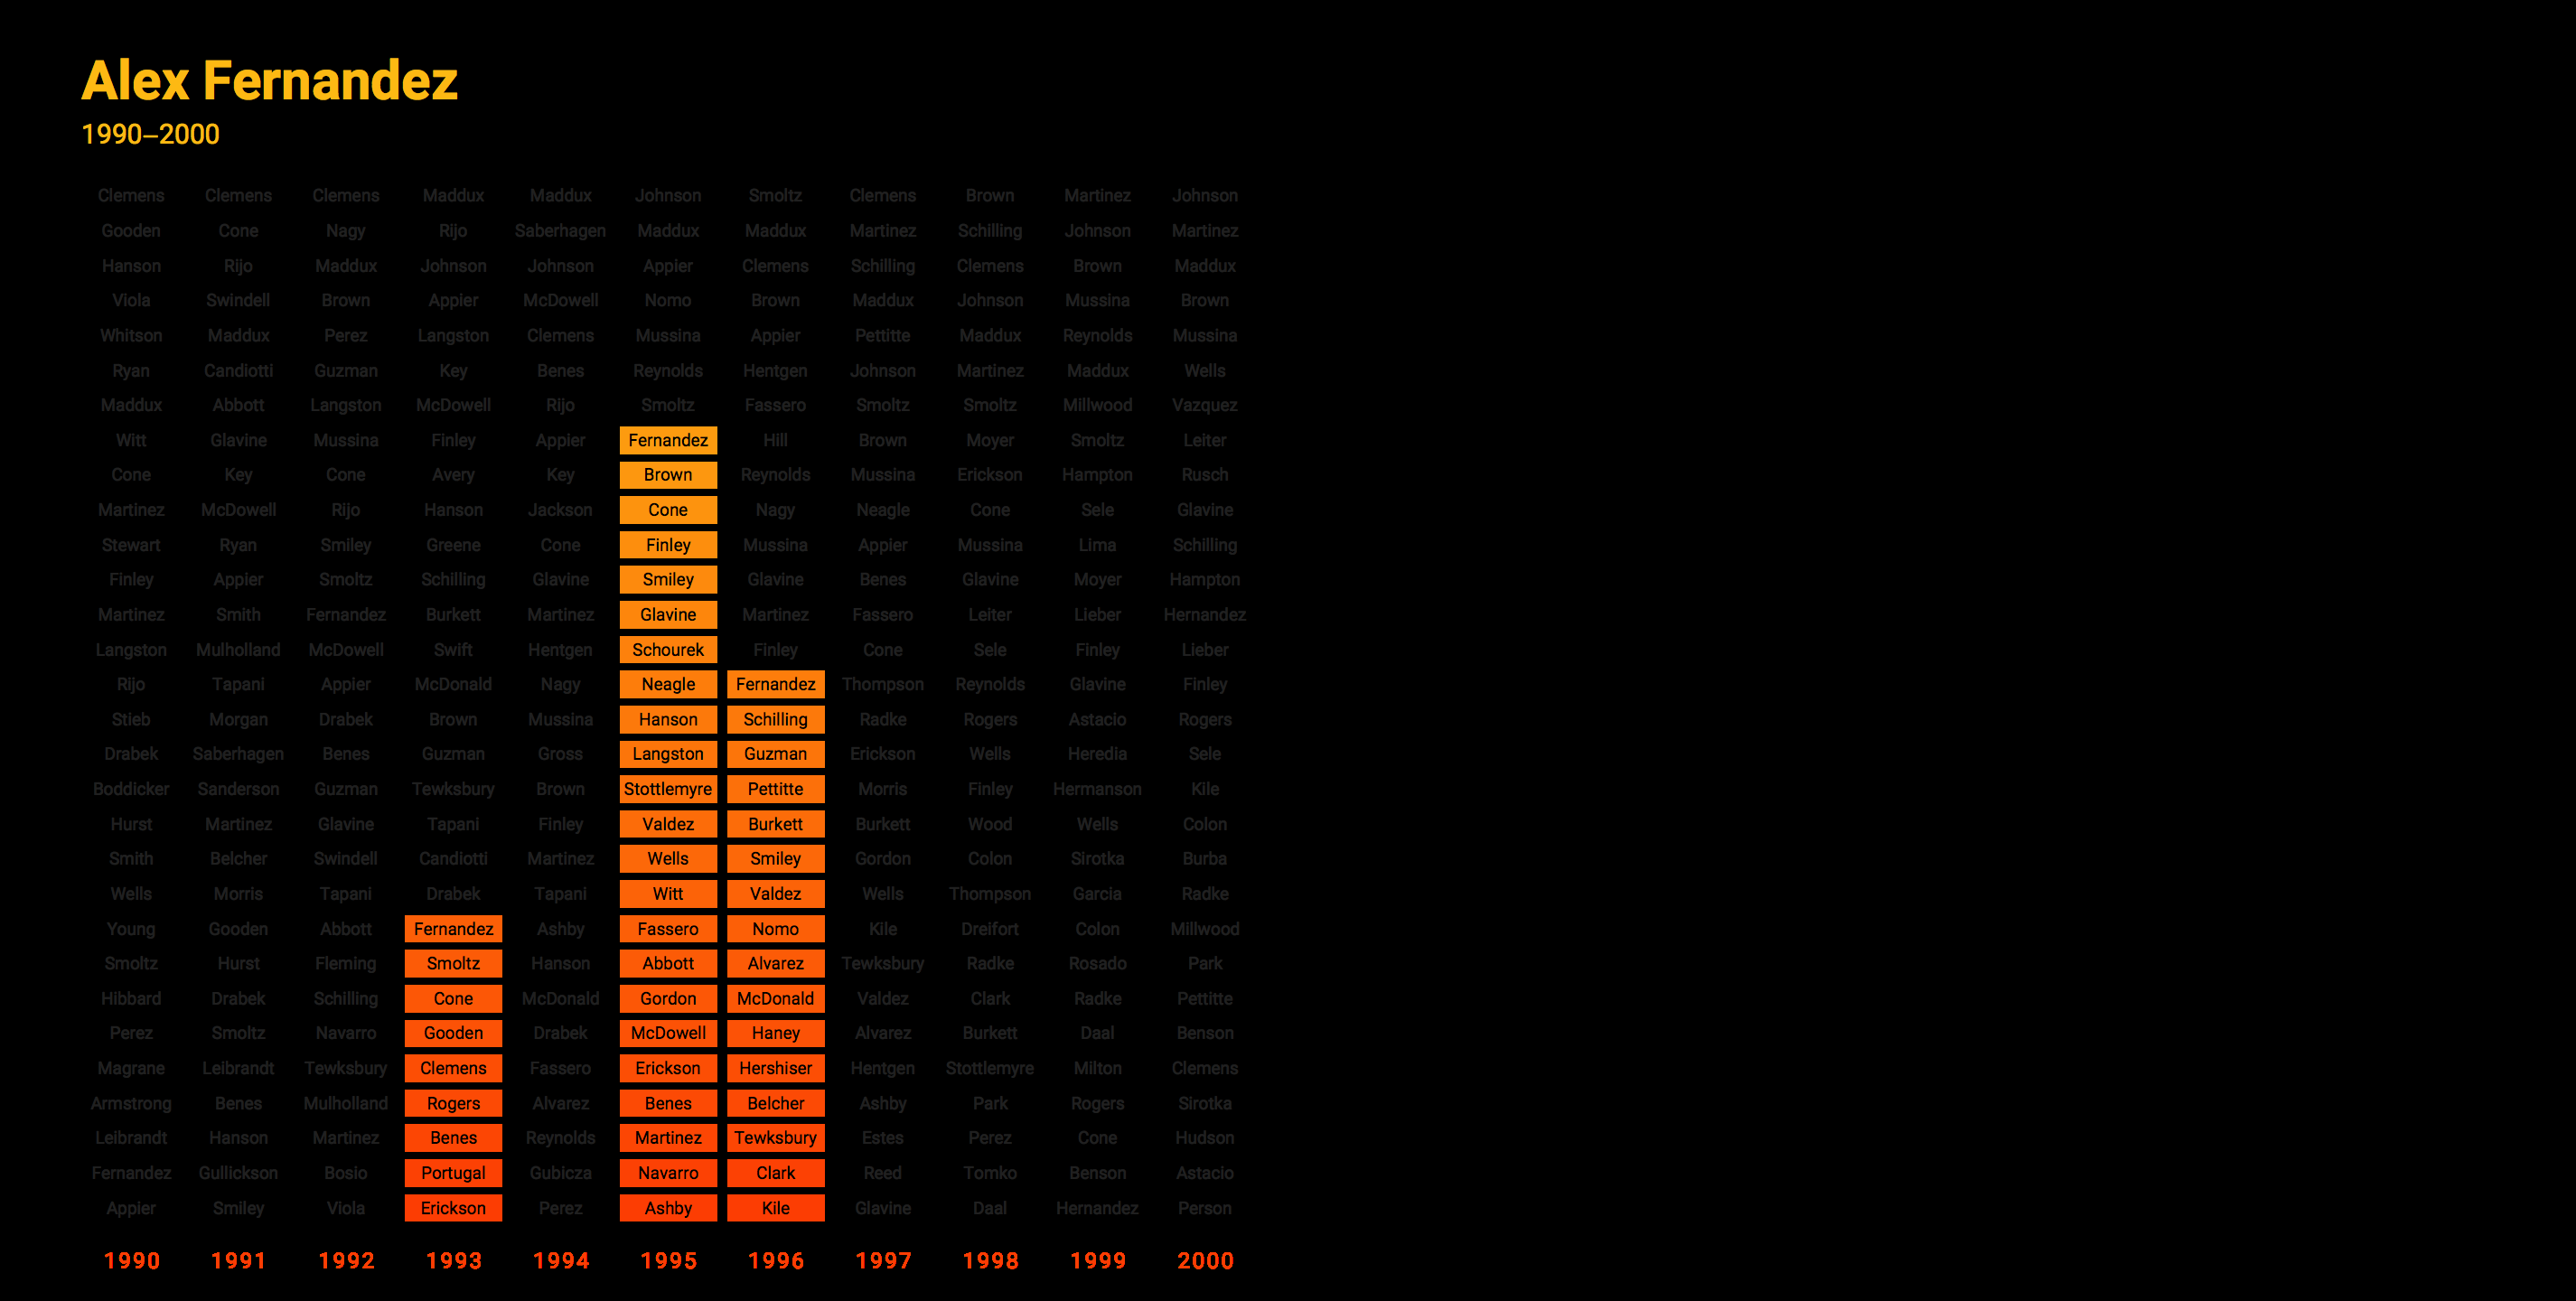 Alex Fernandez
1990–2000
Clemens Clemens Clemens Maddux Maddux Johnson Smoltz Clemens Brown Martinez Johnson
Gooden Cone Nagy Rijo Saberhagen Maddux Maddux Martinez Schilling Johnson Martinez
Hanson Rijo Maddux Johnson Johnson Appier Clemens Schilling Clemens Brown Maddux
Viola Swindell Brown Appier McDowell Nomo Brown Maddux Johnson Mussina Brown
Whitson Maddux Perez Langston Clemens Mussina Appier Pettitte Maddux Reynolds Mussina
Ryan Candiotti Guzman Key Benes Reynolds Hentgen Johnson Martinez Maddux Wells
Maddux Abbott Langston McDowell Rijo Smoltz Fassero Smoltz Smoltz Millwood Vazquez
Witt Glavine Mussina Finley Appier Fernandez Hill Brown Moyer Smoltz Leiter
Cone Key Cone Avery Key Brown Reynolds Mussina Erickson Hampton Rusch
Martinez McDowell Rijo Hanson Jackson Cone Nagy Neagle Cone Sele Glavine
Stewart Ryan Smiley Greene Cone Finley Mussina Appier Mussina Lima Schilling
Finley Appier Smoltz Schilling Glavine Smiley Glavine Benes Glavine Moyer Hampton
Martinez Smith Fernandez Burkett Martinez Glavine Martinez Fassero Leiter Lieber Hernandez
Langston Mulholland McDowell Swift Hentgen Schourek Finley Cone Sele Finley Lieber
Rijo Tapani Appier McDonald Nagy Neagle Fernandez Thompson Reynolds Glavine Finley
Stieb Morgan Drabek Brown Mussina Hanson Schilling Radke Rogers Astacio Rogers
Drabek Saberhagen Benes Guzman Gross Langston Guzman Erickson Wells Heredia Sele
Boddicker Sanderson Guzman Tewksbury Brown Stottlemyre Pettitte Morris Finley Hermanson Kile
Hurst Martinez Glavine Tapani Finley Valdez Burkett Burkett Wood Wells Colon
Smith Belcher Swindell Candiotti Martinez Wells Smiley Gordon Colon Sirotka Burba
Wells Morris Tapani Drabek Tapani Witt Valdez Wells Thompson Garcia Radke
Young Gooden Abbott Fernandez Ashby Fassero Nomo Kile Dreifort Colon Millwood
Smoltz Hurst Fleming Smoltz Hanson Abbott Alvarez Tewksbury Radke Rosado Park
Hibbard Drabek Schilling Cone McDonald Gordon McDonald Valdez Clark Radke Pettitte
Perez Smoltz Navarro Gooden Drabek McDowell Haney Alvarez Burkett Daal Benson
Magrane Leibrandt Tewksbury Clemens Fassero Erickson Hershiser Hentgen Stottlemyre Milton Clemens
Armstrong Benes Mulholland Rogers Alvarez Benes Belcher Ashby Park Rogers Sirotka
Leibrandt Hanson Martinez Benes Reynolds Martinez Tewksbury Estes Perez Cone Hudson
Fernandez Gullickson Bosio Portugal Gubicza Navarro Clark Reed Tomko Benson Astacio
Appier Smiley Viola Erickson Perez Ashby Kile Glavine Daal Hernandez Person
1990 1991 1992 1993 1994 1995 1996 1997 1998 1999 2000